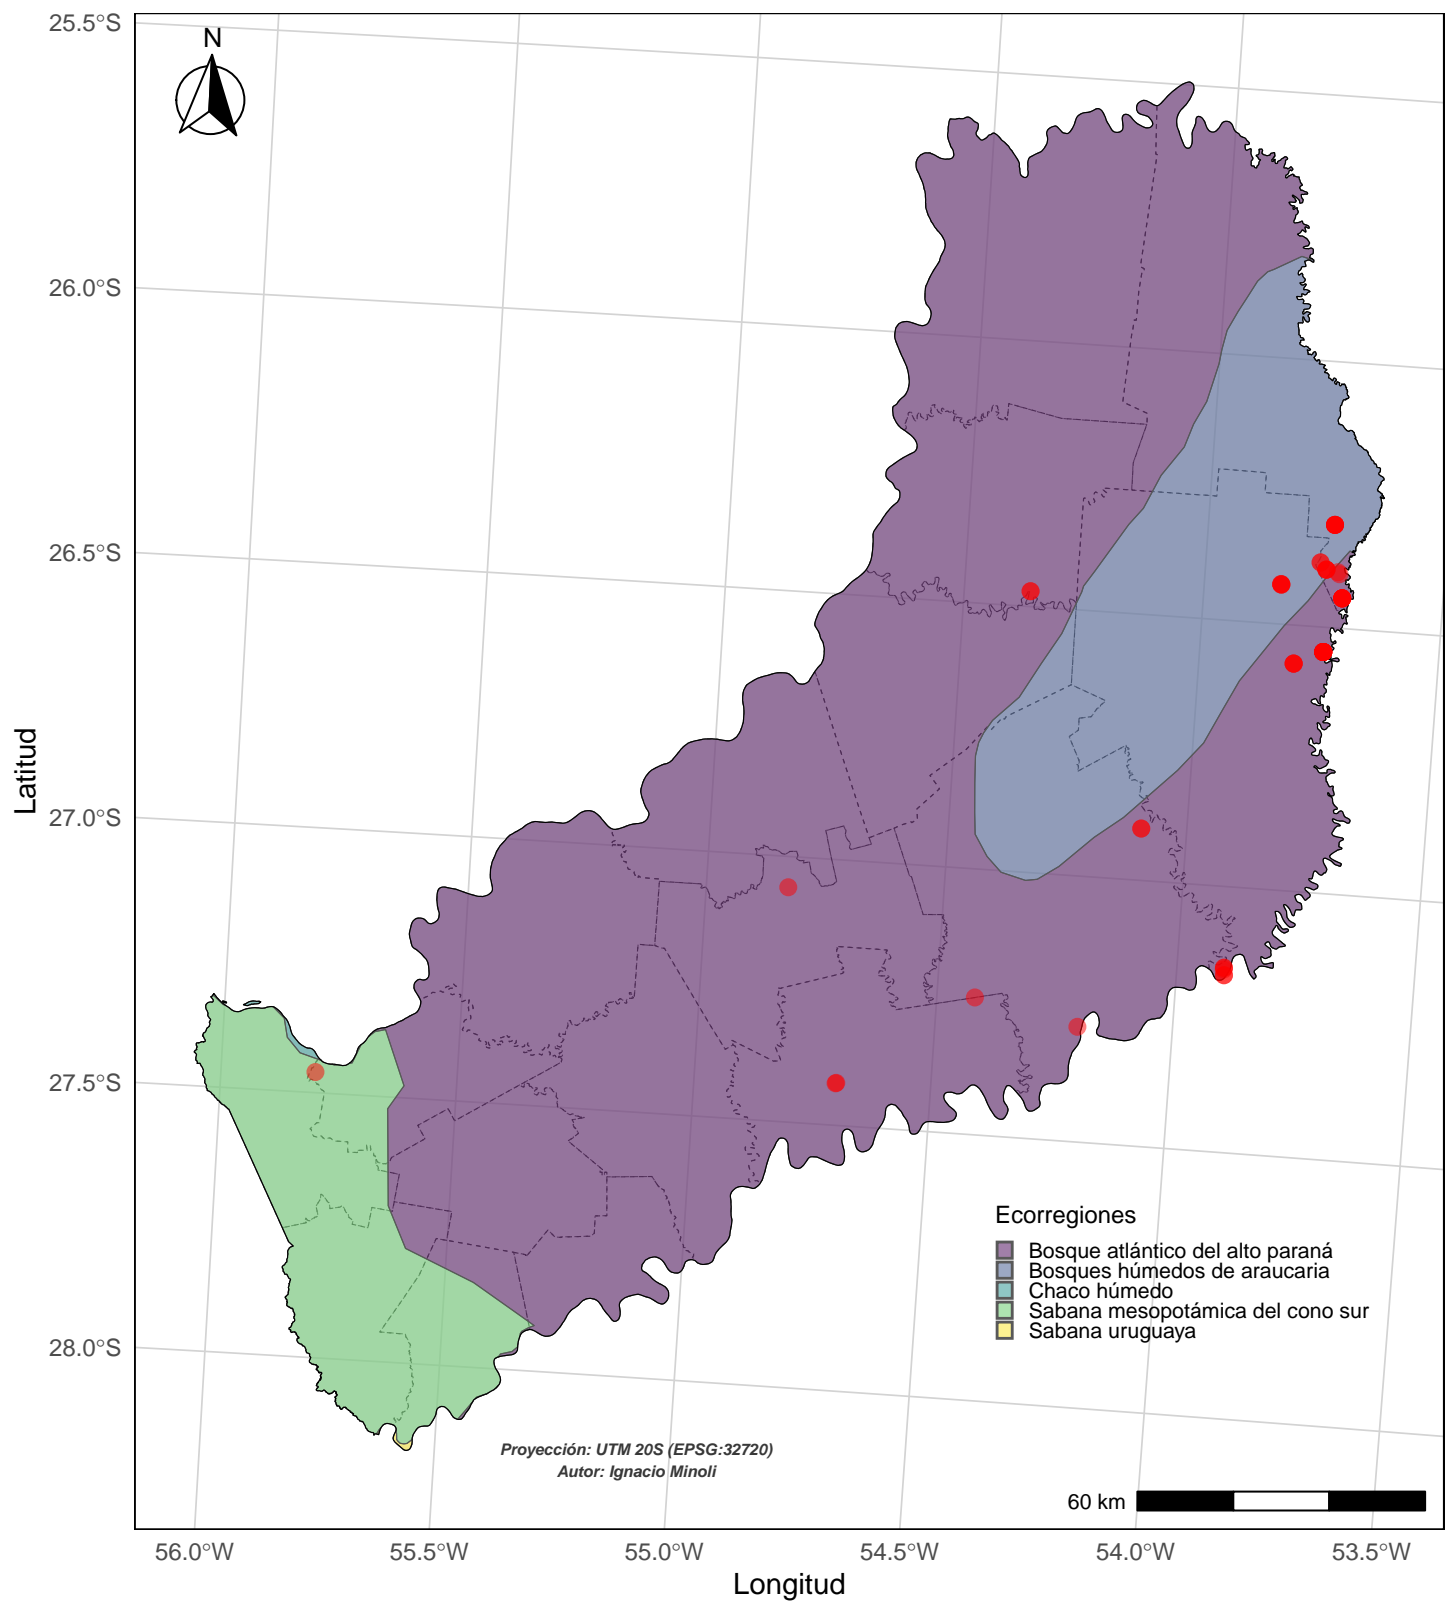 N
25.5°S
26.0°S
26.5°S
27.0°S
27.5°S
28.0°S
Latitud
Ecorregiones
Bosque atlántico del alto paraná
Bosques húmedos de araucaria
Chaco húmedo
Sabana mesopotámica del cono sur
Sabana uruguaya
Proyección: UTM 20S (EPSG:32720)
Autor: Ignacio Minoli
60 km
56.0°W
55.5°W
55.0°W
54.5°W
54.0°W
53.5°W
Longitud